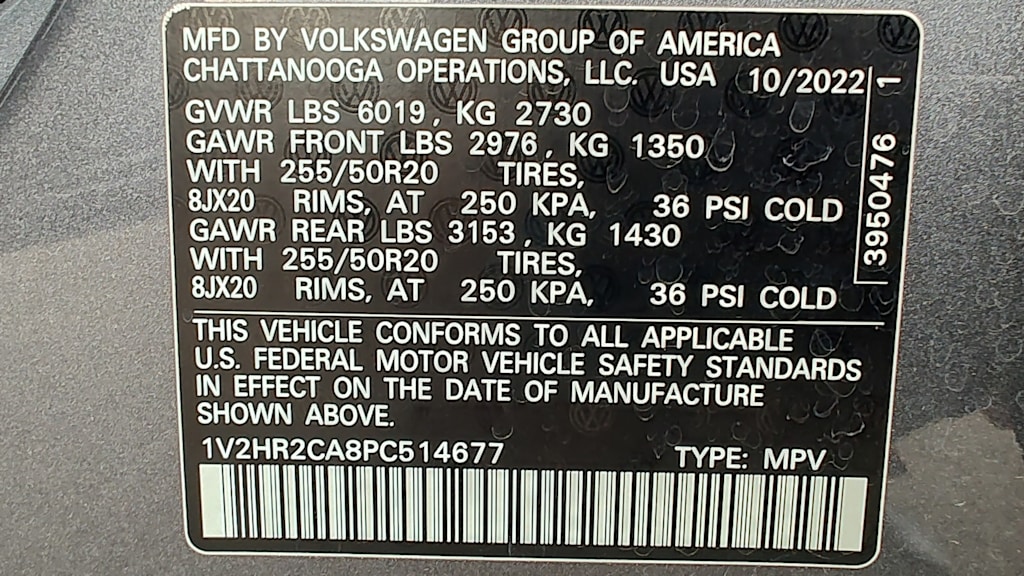 MFD BY VOLKSWAGEN GROUP OF AMERICA
CHATTANOOGA OPERATIONS, LLC. USA 10/2022
GVWR LBS 6019, KG 2730
GAWR FRONT LBS 2976, KG 1350
WITH 255/50R20 TIRES,
8JX20 RIMS, AT 250 KPA, 36 PSI COLD
GAWR REAR LBS 3153, KG 1430
WITH 255/50R20 TIRES,
8JX20 RIMS, AT 250 KPA, 36 PSI COLD
3950476 1
THIS VEHICLE CONFORMS TO ALL APPLICABLE
U.S. FEDERAL MOTOR VEHICLE SAFETY STANDARDS
IN EFFECT ON THE DATE OF MANUFACTURE
SHOWN ABOVE.
1V2HR2CA8PC514677 TYPE: MPV